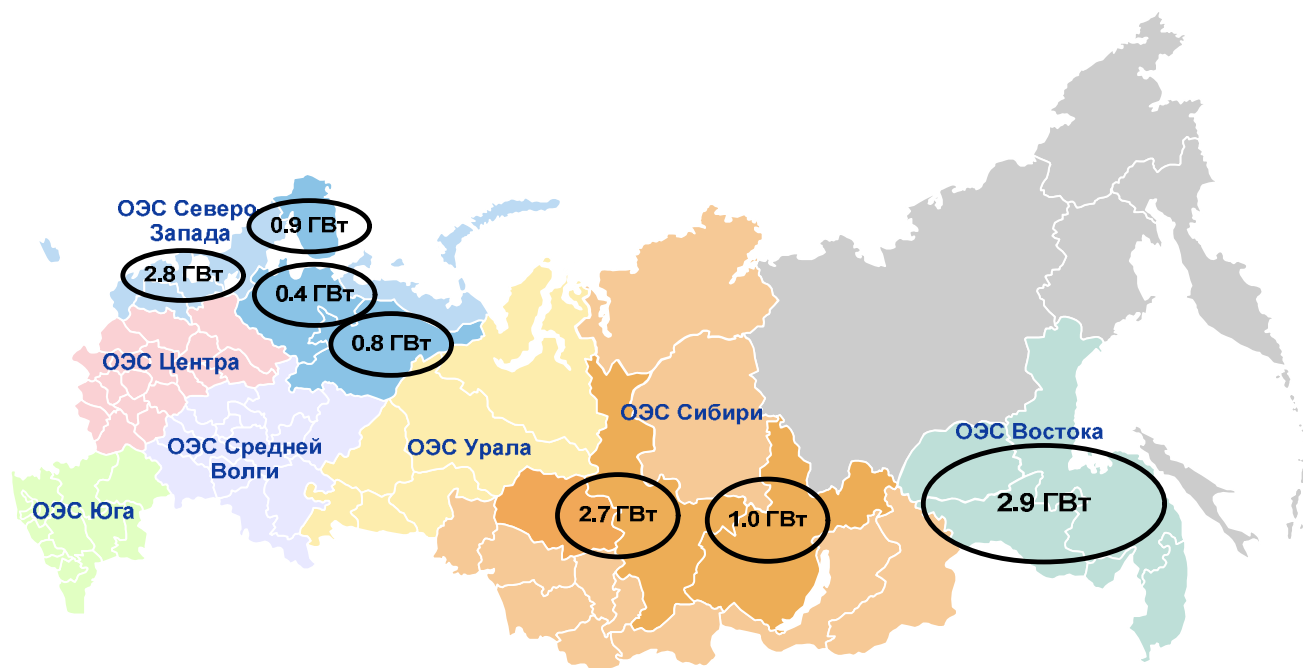 ОЭС Северо-
Запада
0.9 ГВт
2.8 ГВт
0.4 ГВт
0.8 ГВт
ОЭС Центра
ОЭС Средней
Волги
ОЭС Урала
ОЭС Сибири
ОЭС Востока
ОЭС Юга
2.7 ГВт
1.0 ГВт
2.9 ГВт